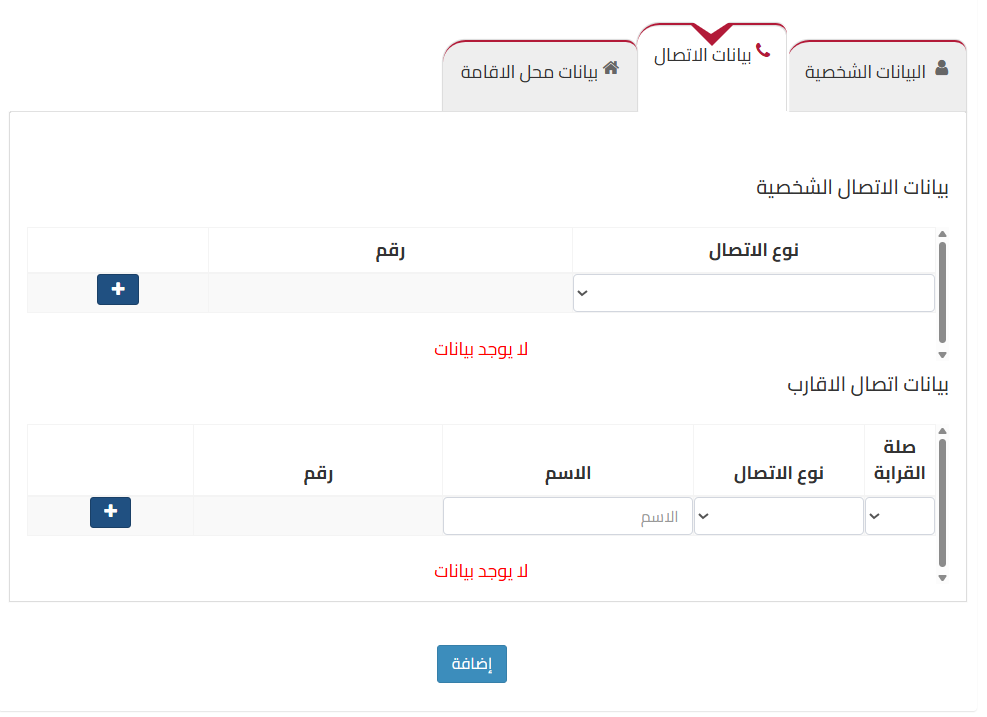 البيانات الشخصية
بيانات الاتصال
بيانات محل الاقامة
بيانات الاتصال الشخصية
نوع الاتصال
رقم
لا يوجد بيانات
بيانات اتصال الاقارب
صلة القرابة
نوع الاتصال
الاسم
رقم
الاسم
لا يوجد بيانات
إضافة